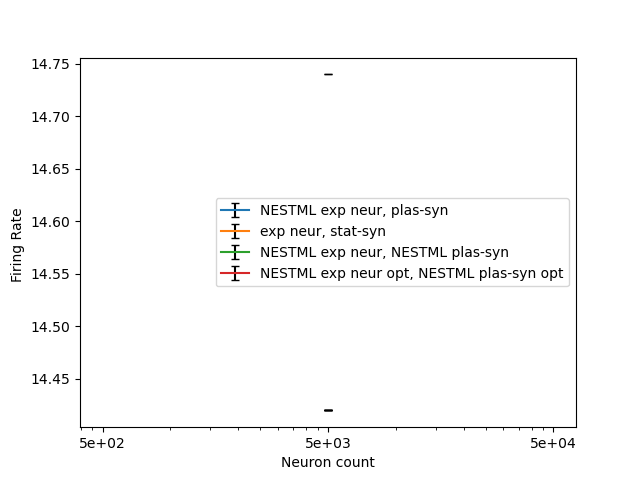 14.75
14.70
14.65
14.60
14.55
14.50
14.45
Firing Rate
NESTML exp neur, plas-syn
exp neur, stat-syn
NESTML exp neur, NESTML plas-syn
NESTML exp neur opt, NESTML plas-syn opt
5e+02 5e+03 5e+04
Neuron count